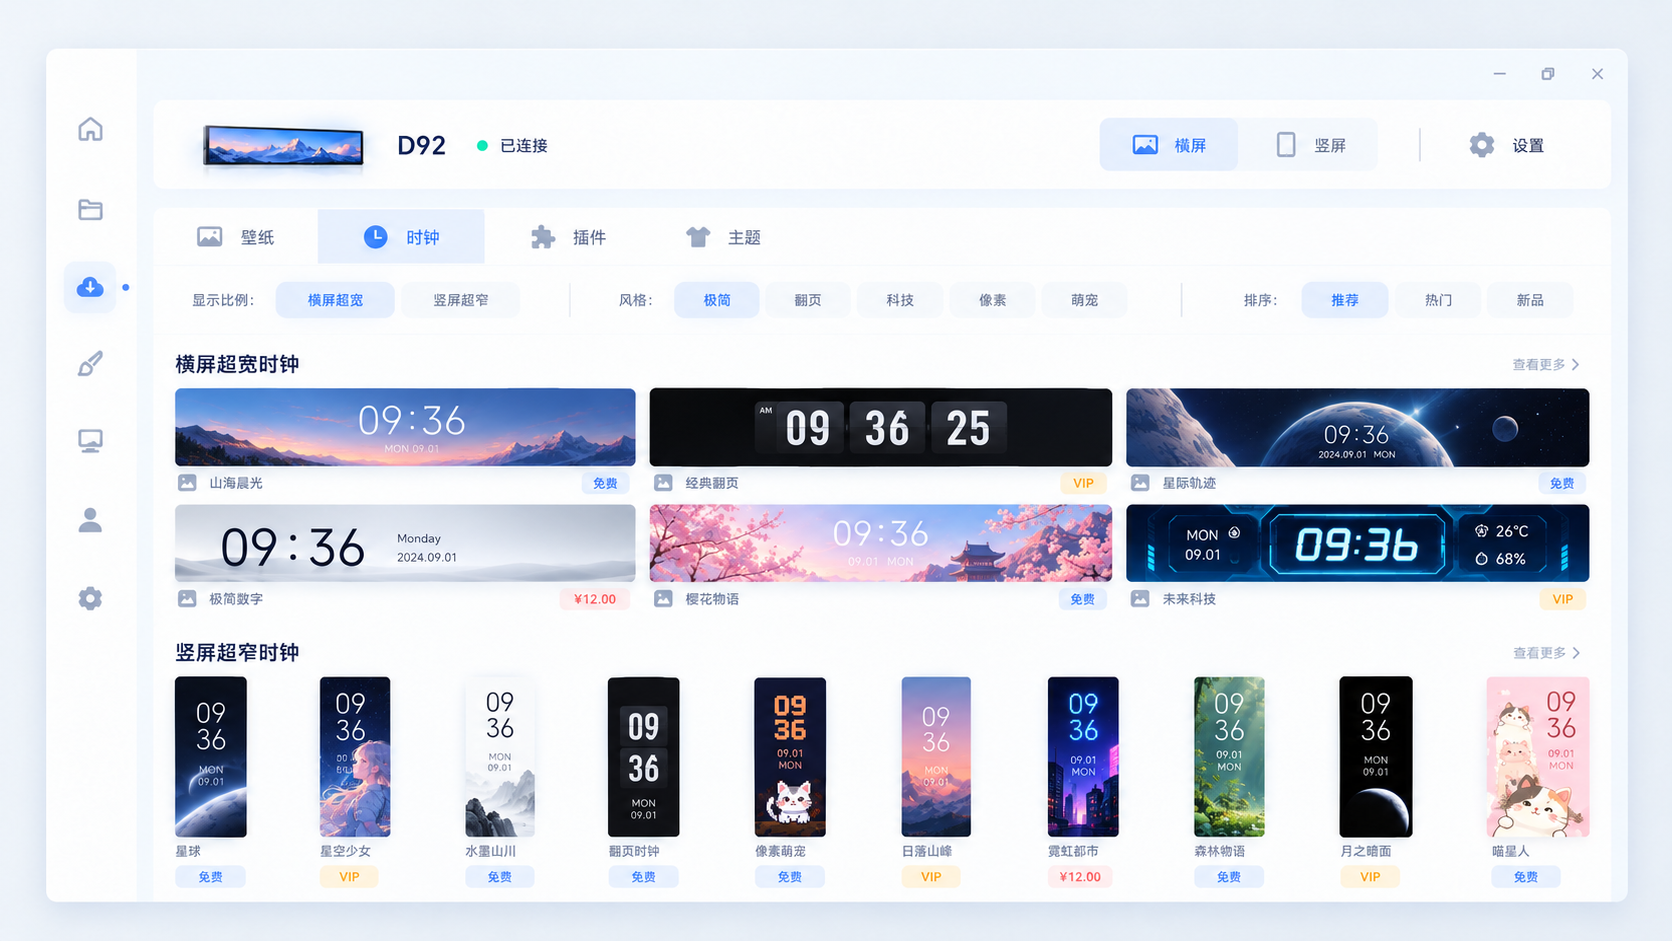 D92 已连接 横屏 竖屏 设置
壁纸 时钟 插件 主题
显示比例： 横屏超宽 竖屏超窄 风格： 极简 翻页 科技 像素 萌宠 排序： 推荐 热门 新品
横屏超宽时钟 查看更多
09:36
MON 09.01
AM 09 36 25
09:36
2024.09.01 MON
山海晨光 免费 经典翻页 VIP 星际轨迹 免费
09:36
Monday
2024.09.01
09:36
09.01 MON
MON
09.01
09:36
26°C
68%
极简数字 ¥12.00 樱花物语 免费 未来科技 VIP
竖屏超窄时钟 查看更多
09
36
MON
09.01
09
36
09
36
MON
09.01
09
36
MON
09.01
09
36
09.01
MON
09
36
MON
09.01
09
36
09.01
MON
09
36
09.01
MON
09
36
MON
09.01
09
36
09.01
MON
星球 星空少女 水墨山川 翻页时钟 像素萌宠 日落山峰 霓虹都市 森林物语 月之暗面 喵星人
免费 VIP 免费 免费 免费 VIP ¥12.00 免费 VIP 免费